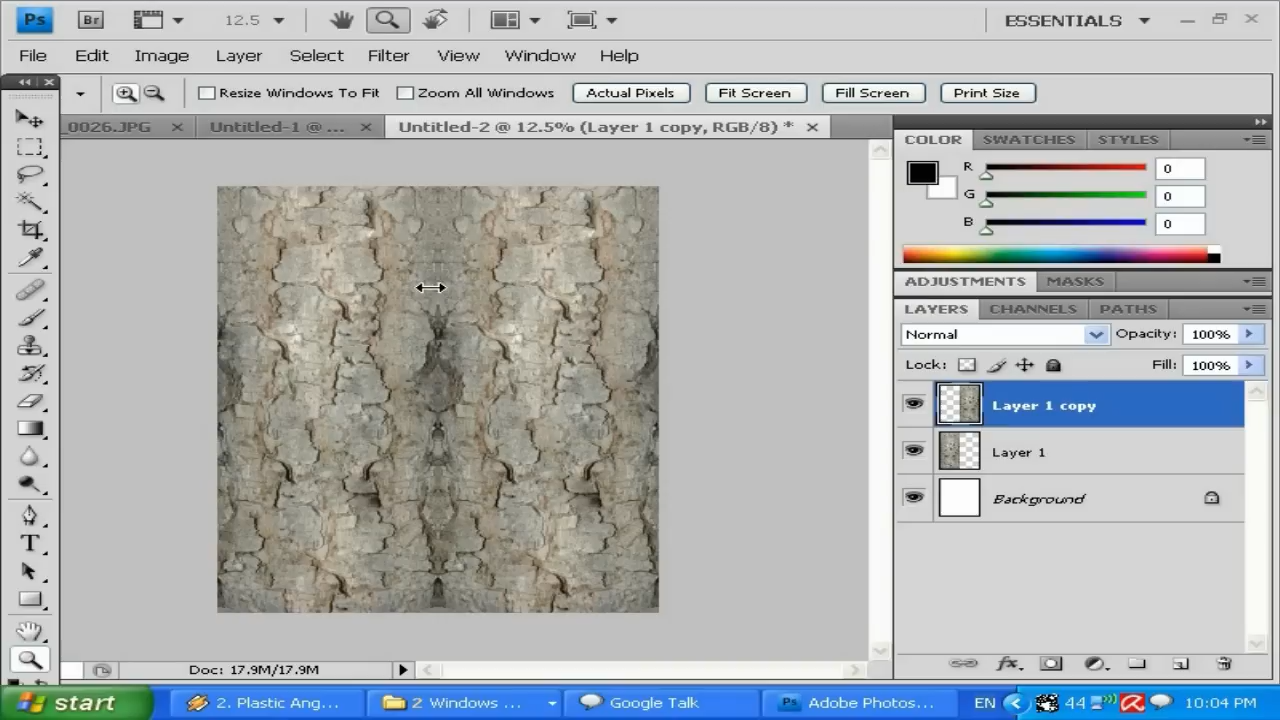 Ps Br 12.5 ESSENTIALS
File Edit Image Layer Select Filter View Window Help
Resize Windows To Fit Zoom All Windows Actual Pixels Fit Screen Fill Screen Print Size
_0026.JPG Untitled-1 @ ... Untitled-2 @ 12.5% (Layer 1 copy, RGB/8) *
COLOR SWATCHES STYLES
R 0
G 0
B 0
ADJUSTMENTS MASKS
LAYERS CHANNELS PATHS
Normal Opacity: 100%
Lock: Fill: 100%
Layer 1 copy
Layer 1
Background
Doc: 17.9M/17.9M
start 2. Plastic Ang... 2 Windows ... Google Talk Adobe Photos... EN 44 10:04 PM